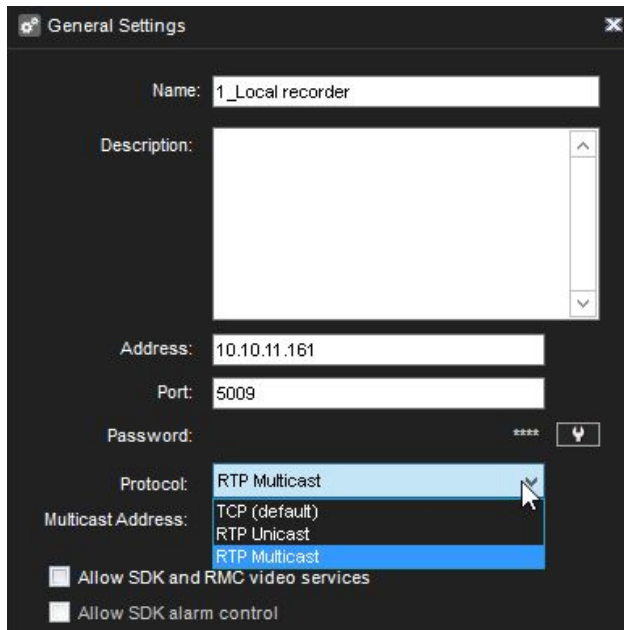 General Settings
Name: 1_Local recorder
Description:
Address: 10.10.11.161
Port: 5009
Password: ****
Protocol: RTP Multicast
TCP (default)
Multicast Address:
RTP Unicast
RTP Multicast
Allow SDK and RMC video services
Allow SDK alarm control